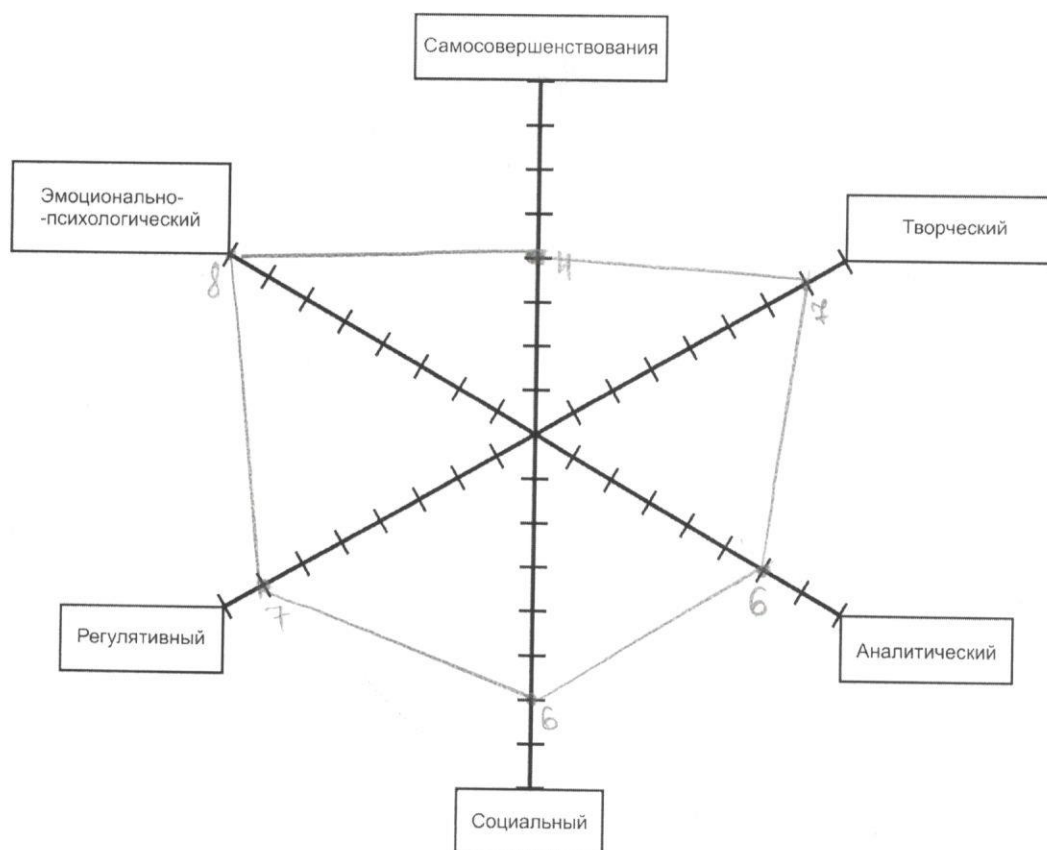 Самосовершенствования
Эмоционально-
-психологический
Творческий
4
7
8
Регулятивный
7
6
Аналитический
6
Социальный